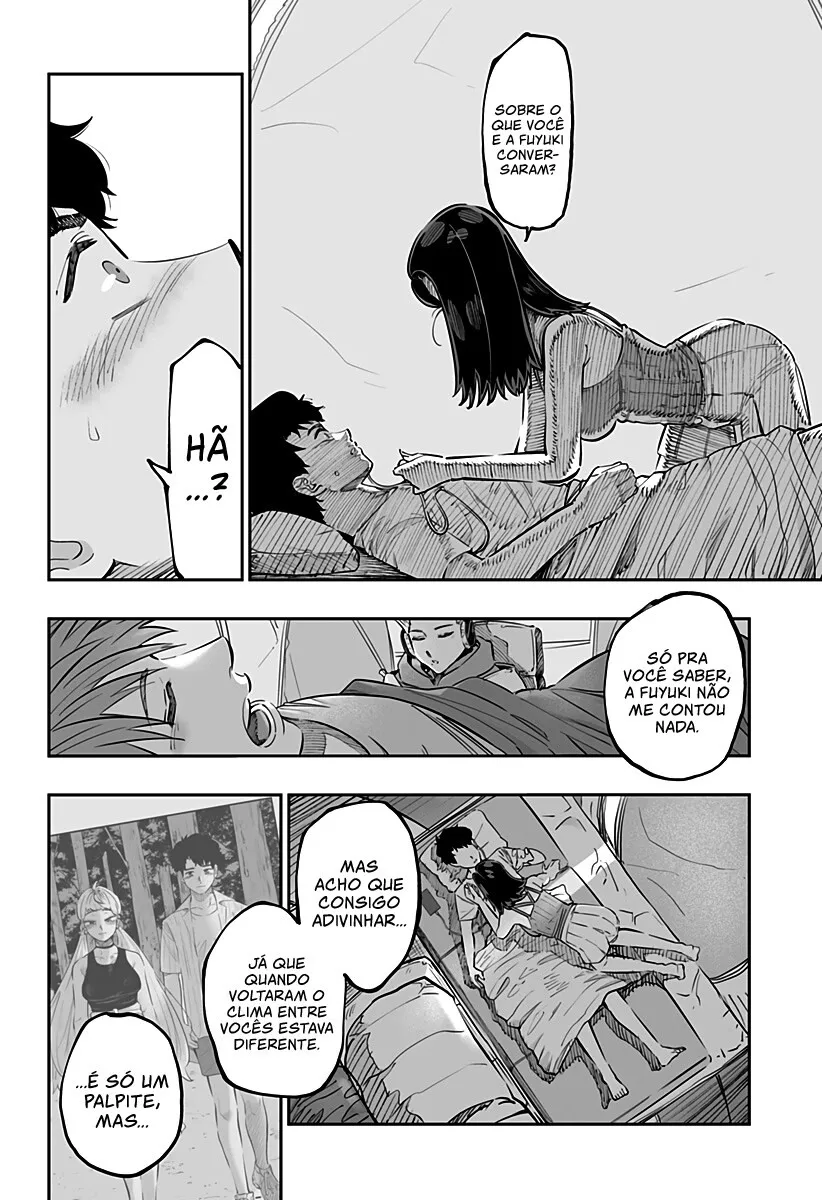 SOBRE O
QUE VOCÊ
E A FUYUKI
CONVER-
SARAM?
HÃ
...?
SÓ PRA
VOCÊ SABER,
A FUYUKI NÃO
ME CONTOU
NADA.
MAS
ACHO QUE
CONSIGO
ADIVINHAR...
JÁ QUE
QUANDO
VOLTARAM O
CLIMA ENTRE
VOCÊS ESTAVA
DIFERENTE.
...É SÓ UM
PALPITE,
MAS...